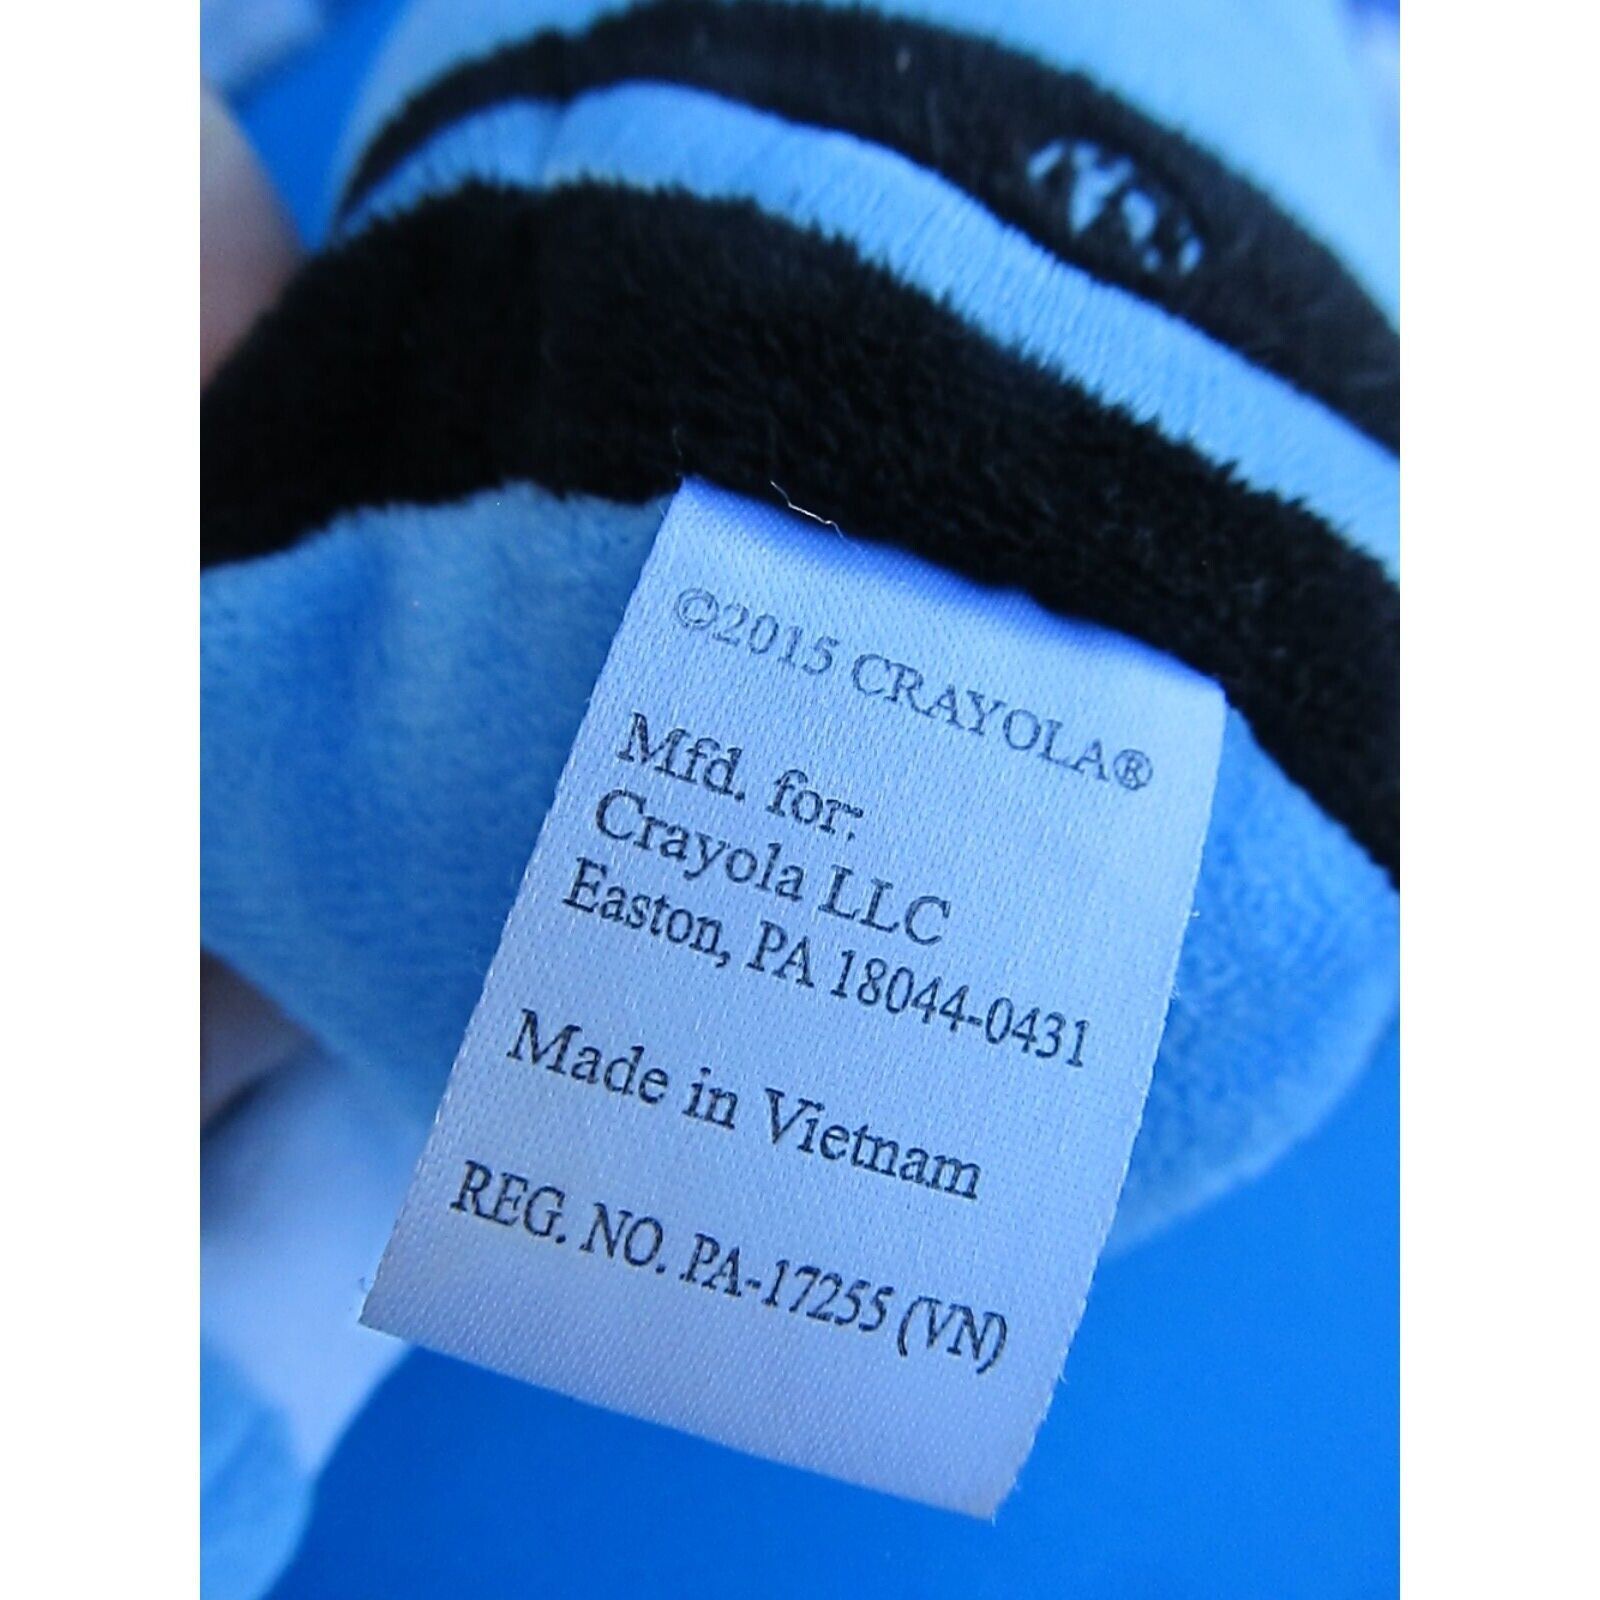 ©2015 CRAYOLA®
Mfd. for:
Crayola LLC
Easton, PA 18044-0431
Made in Vietnam
REG. NO. PA-17255 (VN)